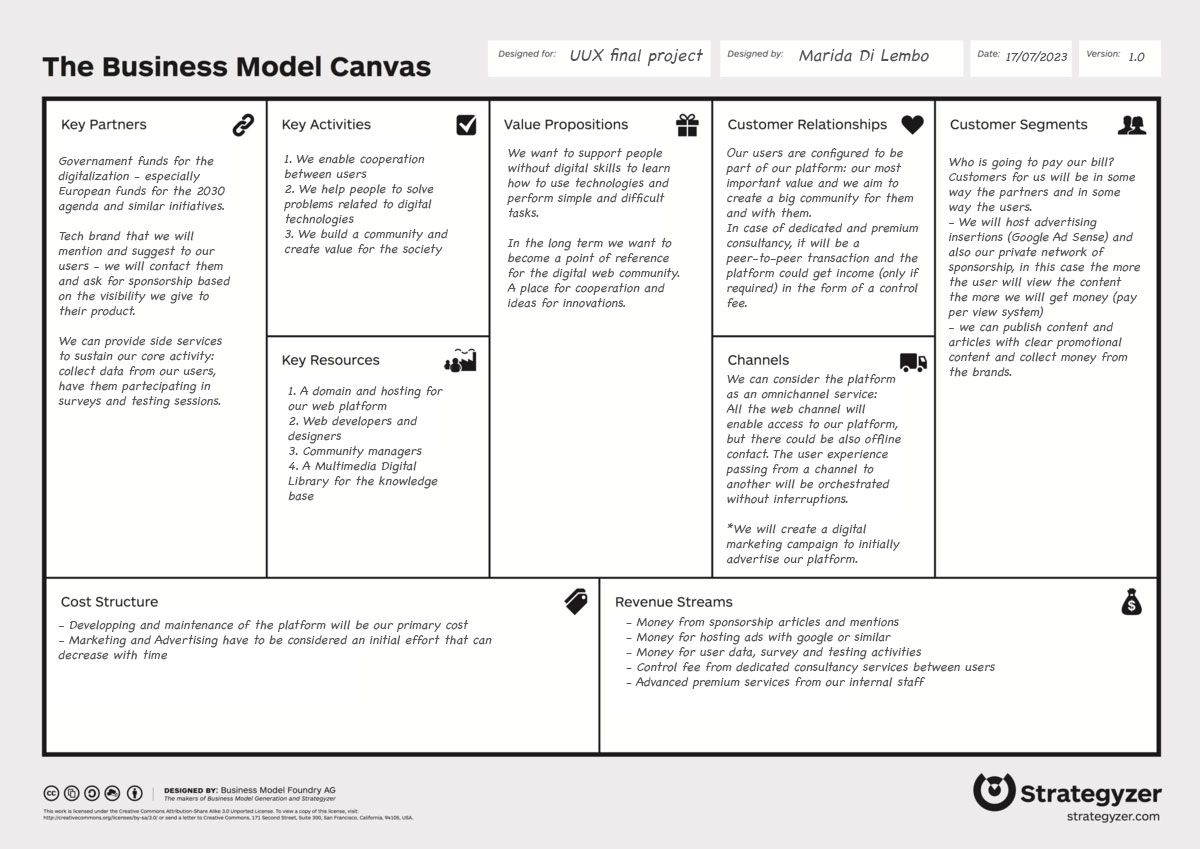 The Business Model Canvas
Designed for: UUX final project
Designed by: Marida Di Lembo
Date: 17/07/2023
Version: 1.0
Key Partners
Governament funds for the
digitalization – especially
European funds for the 2030
agenda and similar initiatives.
Tech brand that we will
mention and suggest to our
users – we will contact them
and ask for sponsorship based
on the visibility we give to
their product.
We can provide side services
to sustain our core activity:
collect data from our users,
have them partecipating in
surveys and testing sessions.
Key Activities
1. We enable cooperation
between users
2. We help people to solve
problems related to digital
technologies
3. We build a community and
create value for the society
Key Resources
1. A domain and hosting for
our web platform
2. Web developers and
designers
3. Community managers
4. A Multimedia Digital
Library for the knowledge
base
Value Propositions
We want to support people
without digital skills to learn
how to use technologies and
perform simple and difficult
tasks.
In the long term we want to
become a point of reference
for the digital web community.
A place for cooperation and
ideas for innovations.
Customer Relationships
Our users are configured to be
part of our platform: our most
important value and we aim to
create a big community for them
and with them.
In case of dedicated and premium
consultancy, it will be a
peer-to-peer transaction and the
platform could get income (only if
required) in the form of a control
fee.
Channels
We can consider the platform
as an omnichannel service:
All the web channel will
enable access to our platform,
but there could be also offline
contact. The user experience
passing from a channel to
another will be orchestrated
without interruptions.
*We will create a digital
marketing campaign to initially
advertise our platform.
Customer Segments
Who is going to pay our bill?
Customers for us will be in some
way the partners and in some
way the users.
– We will host advertising
insertions (Google Ad Sense) and
also our private network of
sponsorship, in this case the more
the user will view the content
the more we will get money (pay
per view system)
– we can publish content and
articles with clear promotional
content and collect money from
the brands.
Cost Structure
– Developping and maintenance of the platform will be our primary cost
– Marketing and Advertising have to be considered an initial effort that can
decrease with time
Revenue Streams
– Money from sponsorship articles and mentions
– Money for hosting ads with google or similar
– Money for user data, survey and testing activities
– Control fee from dedicated consultancy services between users
– Advanced premium services from our internal staff
$
cc
DESIGNED BY: Business Model Foundry AG
The makers of Business Model Generation and Strategyzer
This work is licensed under the Creative Commons Attribution-Share Alike 3.0 Unported License. To view a copy of this license, visit:
http://creativecommons.org/licenses/by-sa/3.0/ or send a letter to Creative Commons, 171 Second Street, Suite 300, San Francisco, California, 94105, USA.
Strategyzer
strategyzer.com